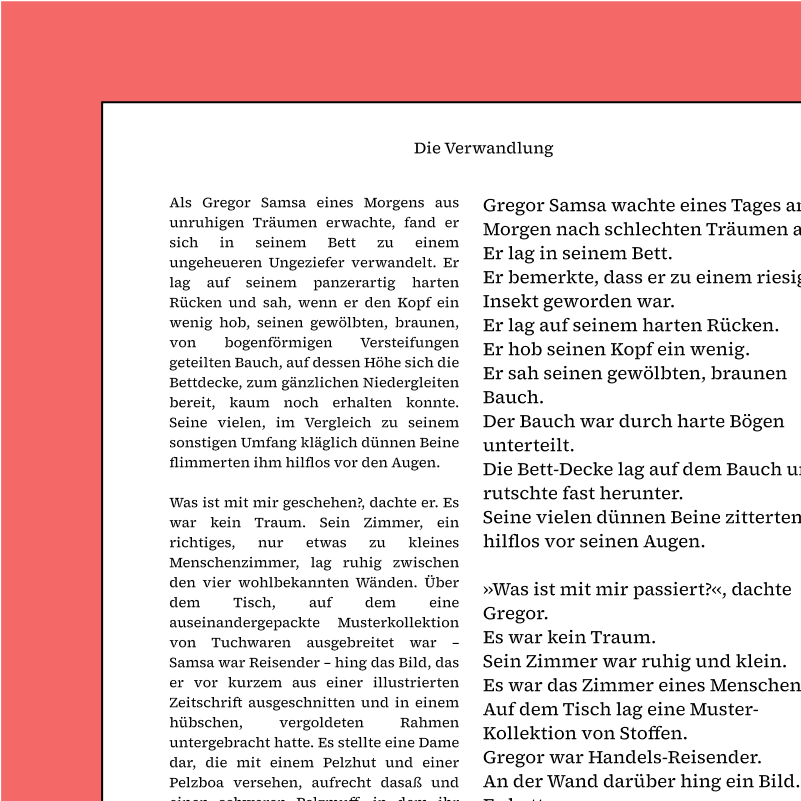 Die Verwandlung
Als Gregor Samsa eines Morgens aus
unruhigen Träumen erwachte, fand er
sich in seinem Bett zu einem
ungeheueren Ungeziefer verwandelt. Er
lag auf seinem panzerartig harten
Rücken und sah, wenn er den Kopf ein
wenig hob, seinen gewölbten, braunen,
von bogenförmigen Versteifungen
geteilten Bauch, auf dessen Höhe sich die
Bettdecke, zum gänzlichen Niedergleiten
bereit, kaum noch erhalten konnte.
Seine vielen, im Vergleich zu seinem
sonstigen Umfang kläglich dünnen Beine
flimmerten ihm hilflos vor den Augen.
Was ist mit mir geschehen?, dachte er. Es
war kein Traum. Sein Zimmer, ein
richtiges, nur etwas zu kleines
Menschenzimmer, lag ruhig zwischen
den vier wohlbekannten Wänden. Über
dem Tisch, auf dem eine
auseinandergepackte Musterkollektion
von Tuchwaren ausgebreitet war –
Samsa war Reisender – hing das Bild, das
er vor kurzem aus einer illustrierten
Zeitschrift ausgeschnitten und in einem
hübschen, vergoldeten Rahmen
untergebracht hatte. Es stellte eine Dame
dar, die mit einem Pelzhut und einer
Pelzboa versehen, aufrecht dasaß und
Gregor Samsa wachte eines Tages
Morgen nach schlechten Träumen
Er lag in seinem Bett.
Er bemerkte, dass er zu einem
Insekt geworden war.
Er lag auf seinem harten Rücken.
Er hob seinen Kopf ein wenig.
Er sah seinen gewölbten, braunen
Bauch.
Der Bauch war durch harte Bögen
unterteilt.
Die Bett-Decke lag auf dem Bauch
rutschte fast herunter.
Seine vielen dünnen Beine zitterten
hilflos vor seinen Augen.
»Was ist mit mir passiert?«, dachte
Gregor.
Es war kein Traum.
Sein Zimmer war ruhig und klein.
Es war das Zimmer eines Menschen
Auf dem Tisch lag eine Muster-
Kollektion von Stoffen.
Gregor war Handels-Reisender.
An der Wand darüber hing ein Bild.